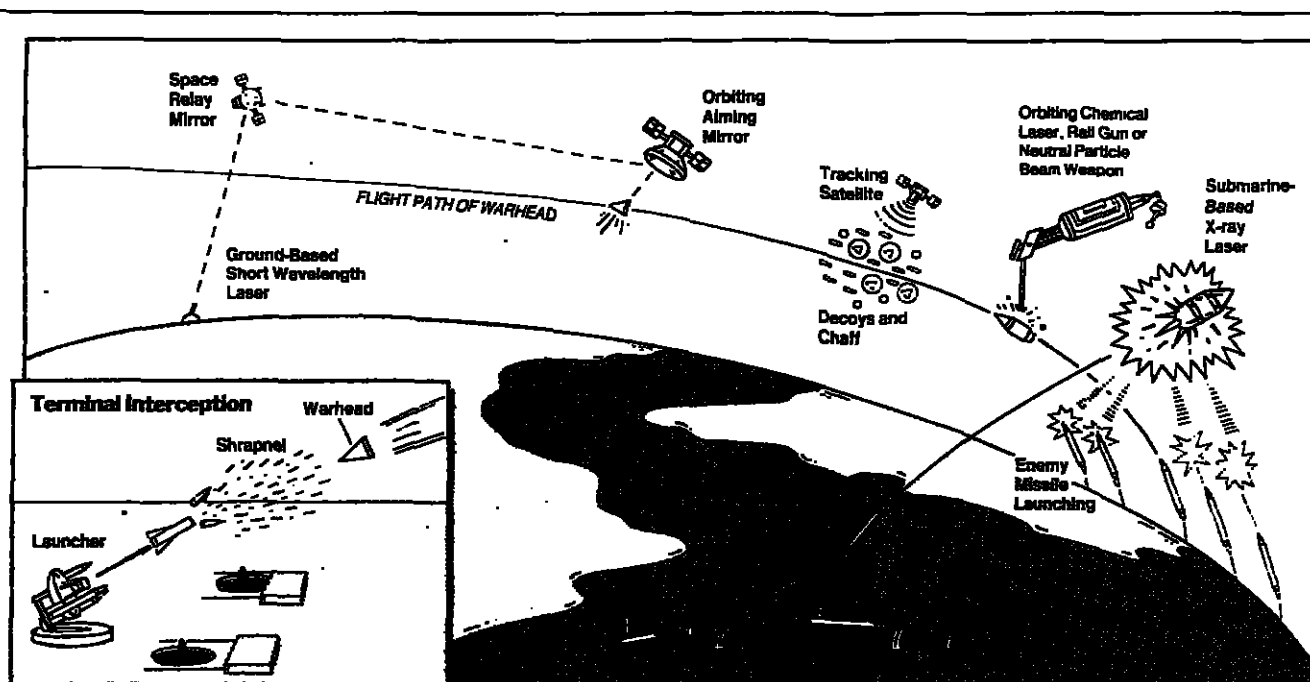 Space
Relay
Mirror
Orbiting
Aiming
Mirror
Orbiting Chemical
Laser, Rail Gun or
Neutral Particle
Beam Weapon
Tracking
Satellite
Submarine-
Based
X-ray
Laser
FLIGHT PATH OF WARHEAD
Ground-Based
Short Wavelength
Laser
Decoys and
Chaff
Terminal Interception
Warhead
Shrapnel
Launcher
Enemy
Missile
Launching